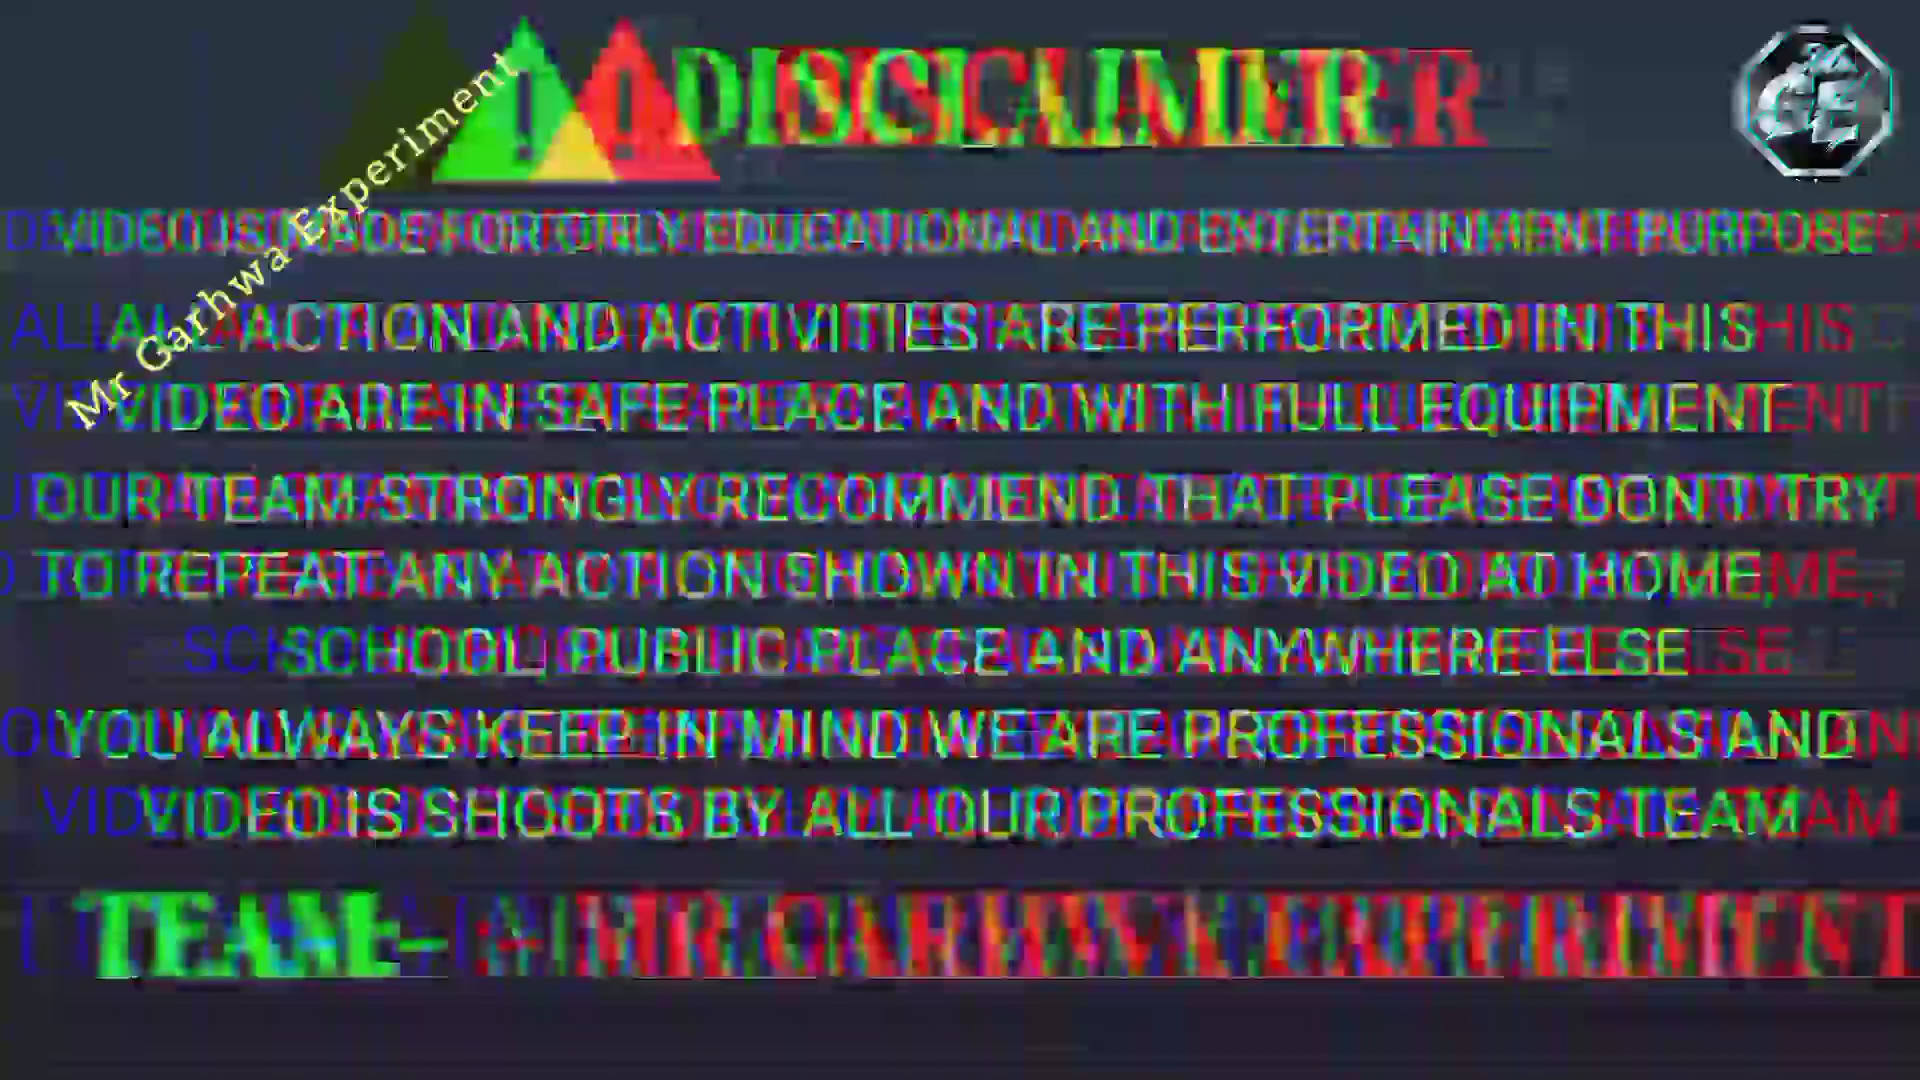 DISCLAIMER
Mr Garhwa Experiment
VIDEO IS MADE FOR ONLY EDUCATIONAL AND ENTERTAINMENT PURPOSE
ALL ACTION AND ACTIVITIES ARE PERFORMED IN THIS
VIDEO ARE IN SAFE PLACE AND WITH FULL EQUIPMENT
OUR TEAM STRONGLY RECOMMEND THAT PLEASE DON'T TRY
TO REPEAT ANY ACTION SHOWN IN THIS VIDEO AT HOME,
SCHOOL PUBLIC PLACE AND ANYWHERE ELSE
YOU ALWAYS KEEP IN MIND WE ARE PROFESSIONALS AND
VIDEO IS SHOOTS BY ALL OUR PROFESSIONALS TEAM
TEAM:- MR GARHWA EXPERIMENT